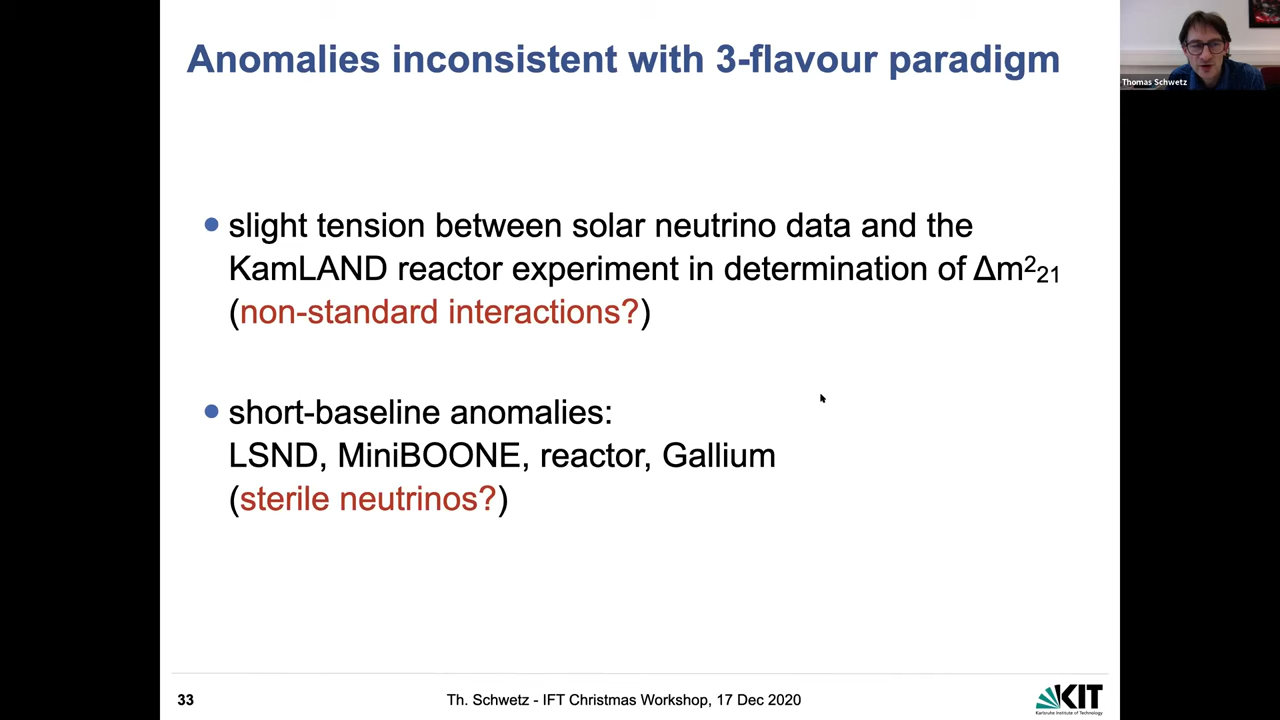 Anomalies inconsistent with 3-flavour paradigm
Thomas Schwetz
• slight tension between solar neutrino data and the
KamLAND reactor experiment in determination of Δm²₂₁
(non-standard interactions?)
• short-baseline anomalies:
LSND, MiniBOONE, reactor, Gallium
(sterile neutrinos?)
33
Th. Schwetz - IFT Christmas Workshop, 17 Dec 2020
KIT
Karlsruhe Institute of Technology